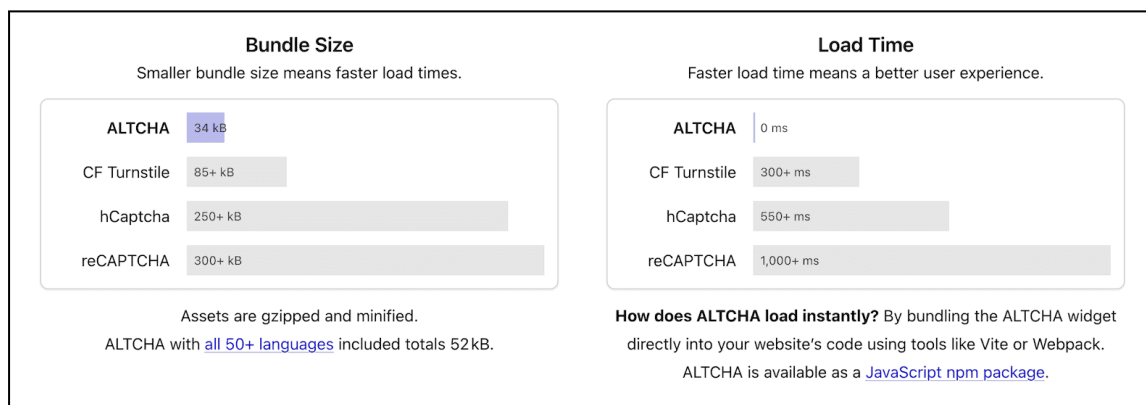 Bundle Size
Smaller bundle size means faster load times.
ALTCHA 34 kB
CF Turnstile 85+ kB
hCaptcha 250+ kB
reCAPTCHA 300+ kB
Assets are gzipped and minified.
ALTCHA with all 50+ languages included totals 52kB.
Load Time
Faster load time means a better user experience.
ALTCHA 0 ms
CF Turnstile 300+ ms
hCaptcha 550+ ms
reCAPTCHA 1,000+ ms
How does ALTCHA load instantly? By bundling the ALTCHA widget
directly into your website’s code using tools like Vite or Webpack.
ALTCHA is available as a JavaScript npm package.